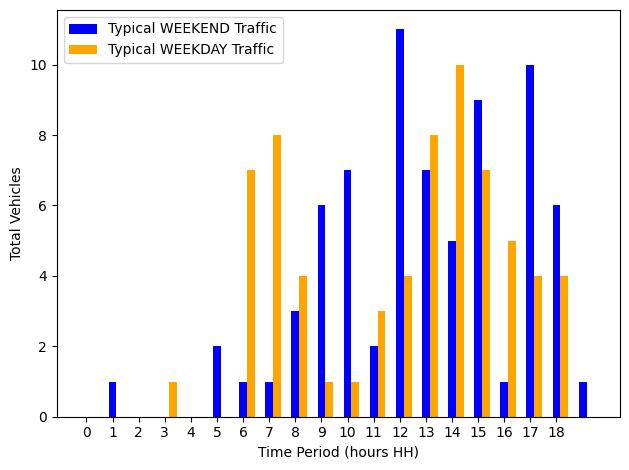 Typical WEEKEND Traffic
Typical WEEKDAY Traffic
10
8
6
4
2
0
Total Vehicles
0 1 2 3 4 5 6 7 8 9 10 11 12 13 14 15 16 17 18
Time Period (hours HH)